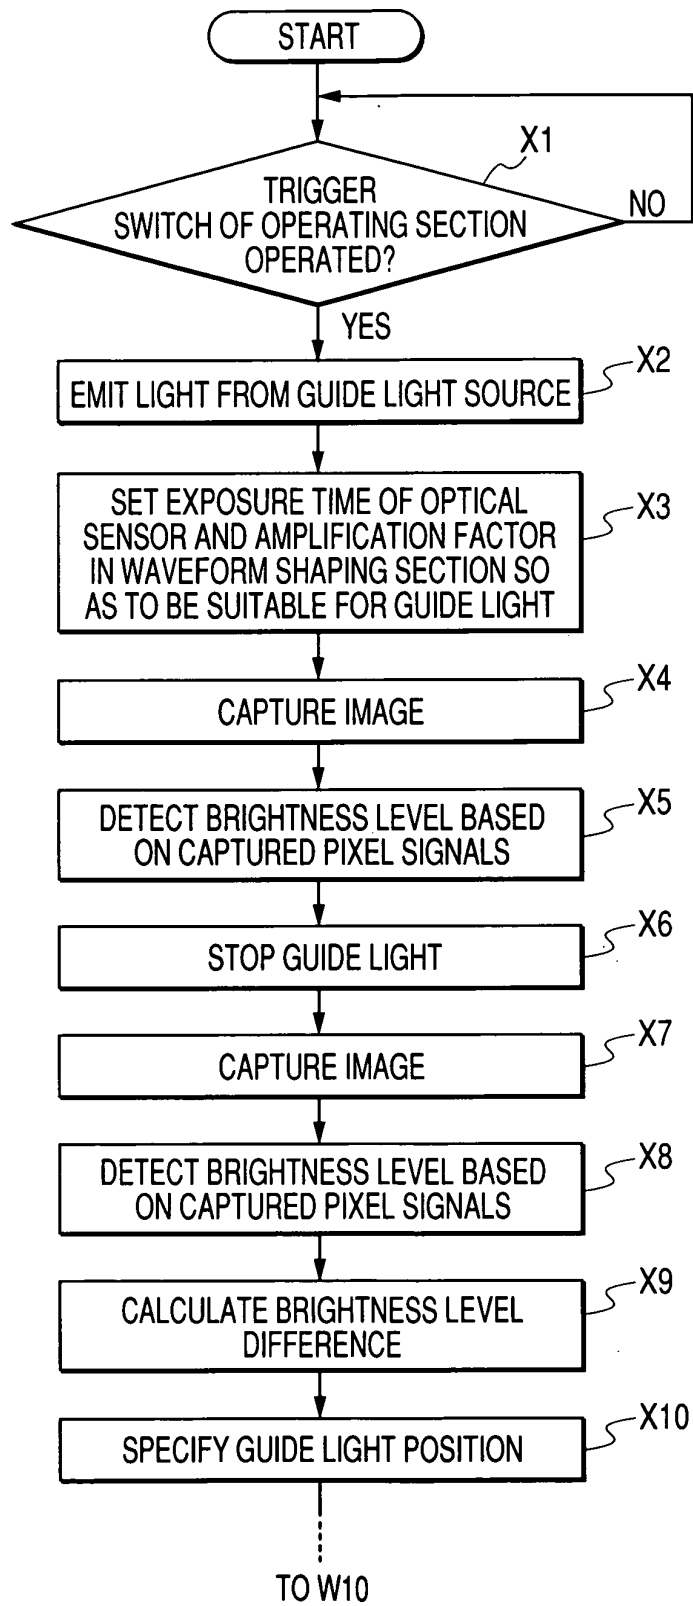 START
X1
TRIGGER
SWITCH OF OPERATING SECTION
OPERATED?
NO
YES
X2
EMIT LIGHT FROM GUIDE LIGHT SOURCE
X3
SET EXPOSURE TIME OF OPTICAL
SENSOR AND AMPLIFICATION FACTOR
IN WAVEFORM SHAPING SECTION SO
AS TO BE SUITABLE FOR GUIDE LIGHT
X4
CAPTURE IMAGE
X5
DETECT BRIGHTNESS LEVEL BASED
ON CAPTURED PIXEL SIGNALS
X6
STOP GUIDE LIGHT
X7
CAPTURE IMAGE
X8
DETECT BRIGHTNESS LEVEL BASED
ON CAPTURED PIXEL SIGNALS
X9
CALCULATE BRIGHTNESS LEVEL
DIFFERENCE
X10
SPECIFY GUIDE LIGHT POSITION
TO W10